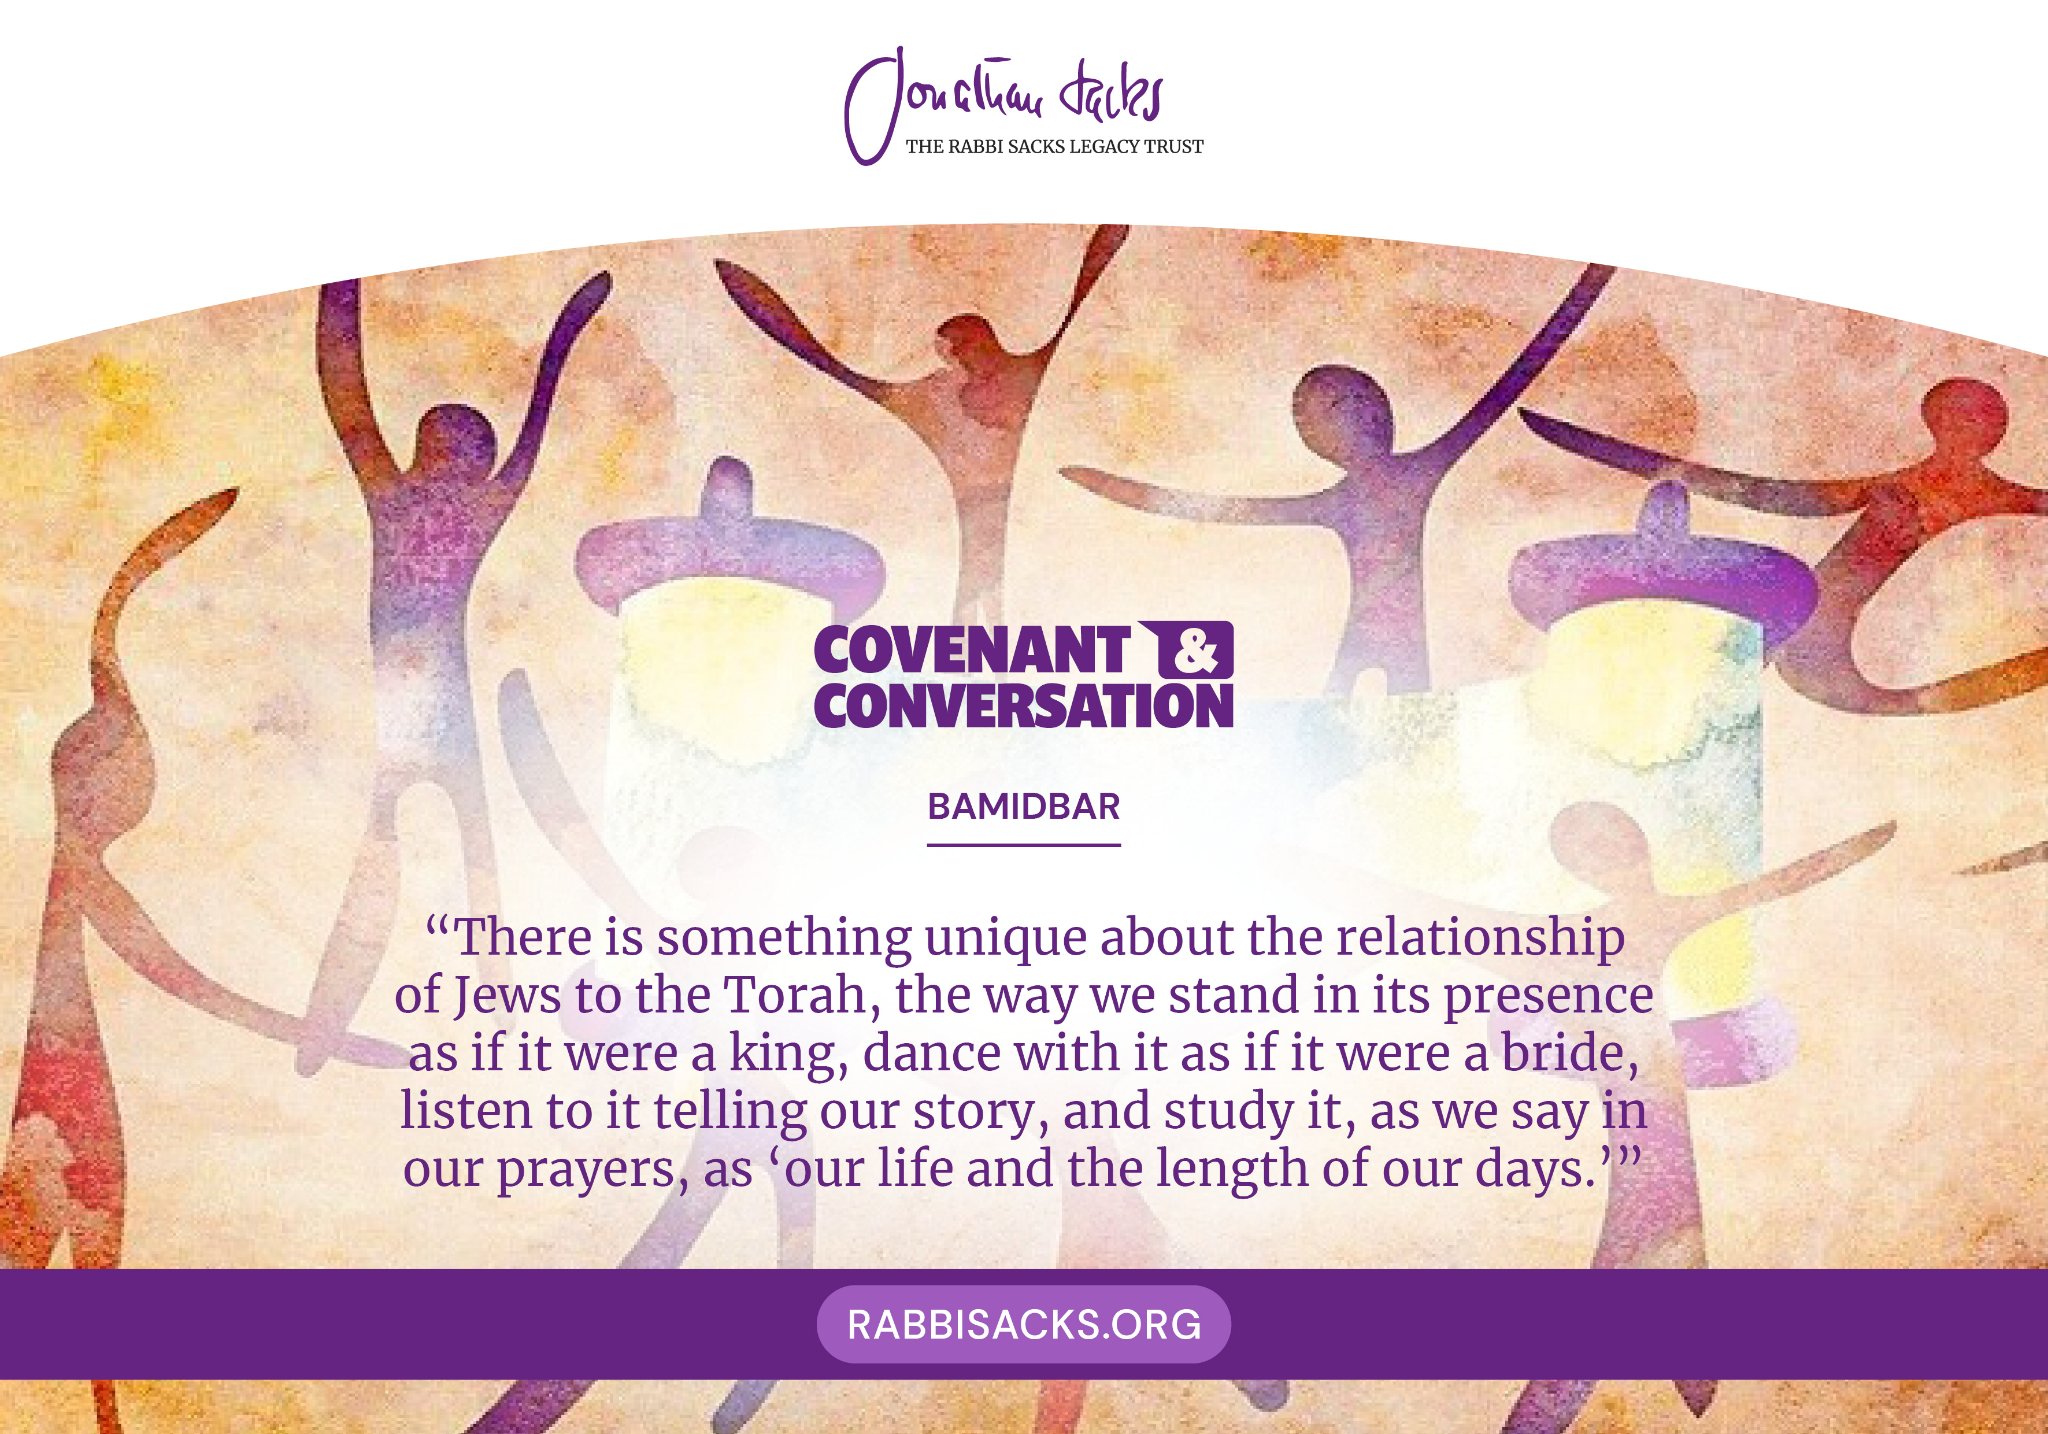 Jonathan Sacks
THE RABBI SACKS LEGACY TRUST
COVENANT &
CONVERSATION
BAMIDBAR
“There is something unique about the relationship
of Jews to the Torah, the way we stand in its presence
as if it were a king, dance with it as if it were a bride,
listen to it telling our story, and study it, as we say in
our prayers, as ‘our life and the length of our days.’”
RABBISACKS.ORG